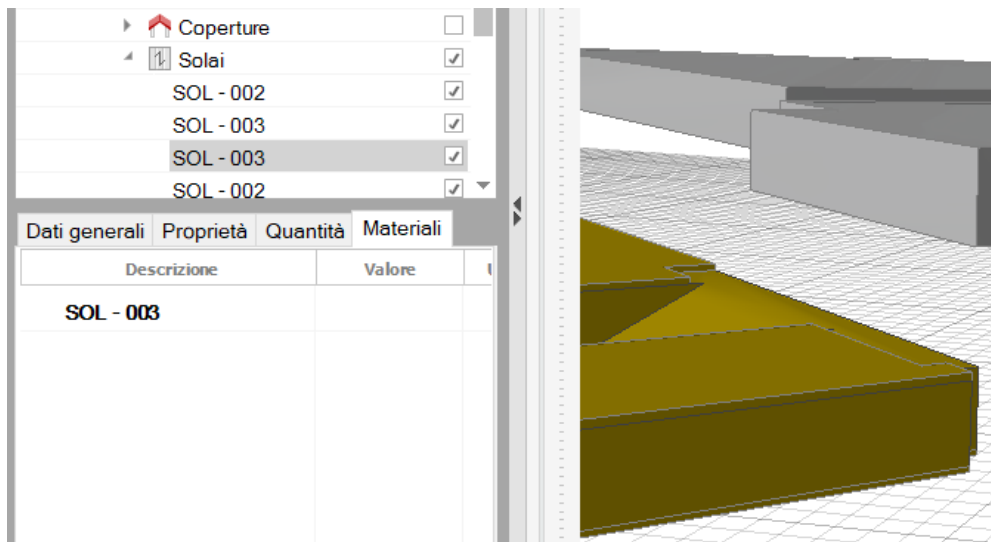 Coperture
Solai
SOL - 002
SOL - 003
SOL - 003
SOL - 002
Dati generali Proprietà Quantità Materiali
Descrizione Valore
SOL - 003